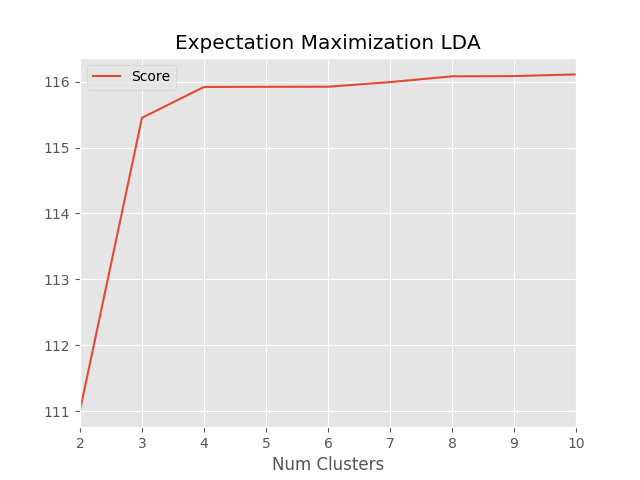 Expectation Maximization LDA
Score
116
115
114
113
112
111
2 3 4 5 6 7 8 9 10
Num Clusters